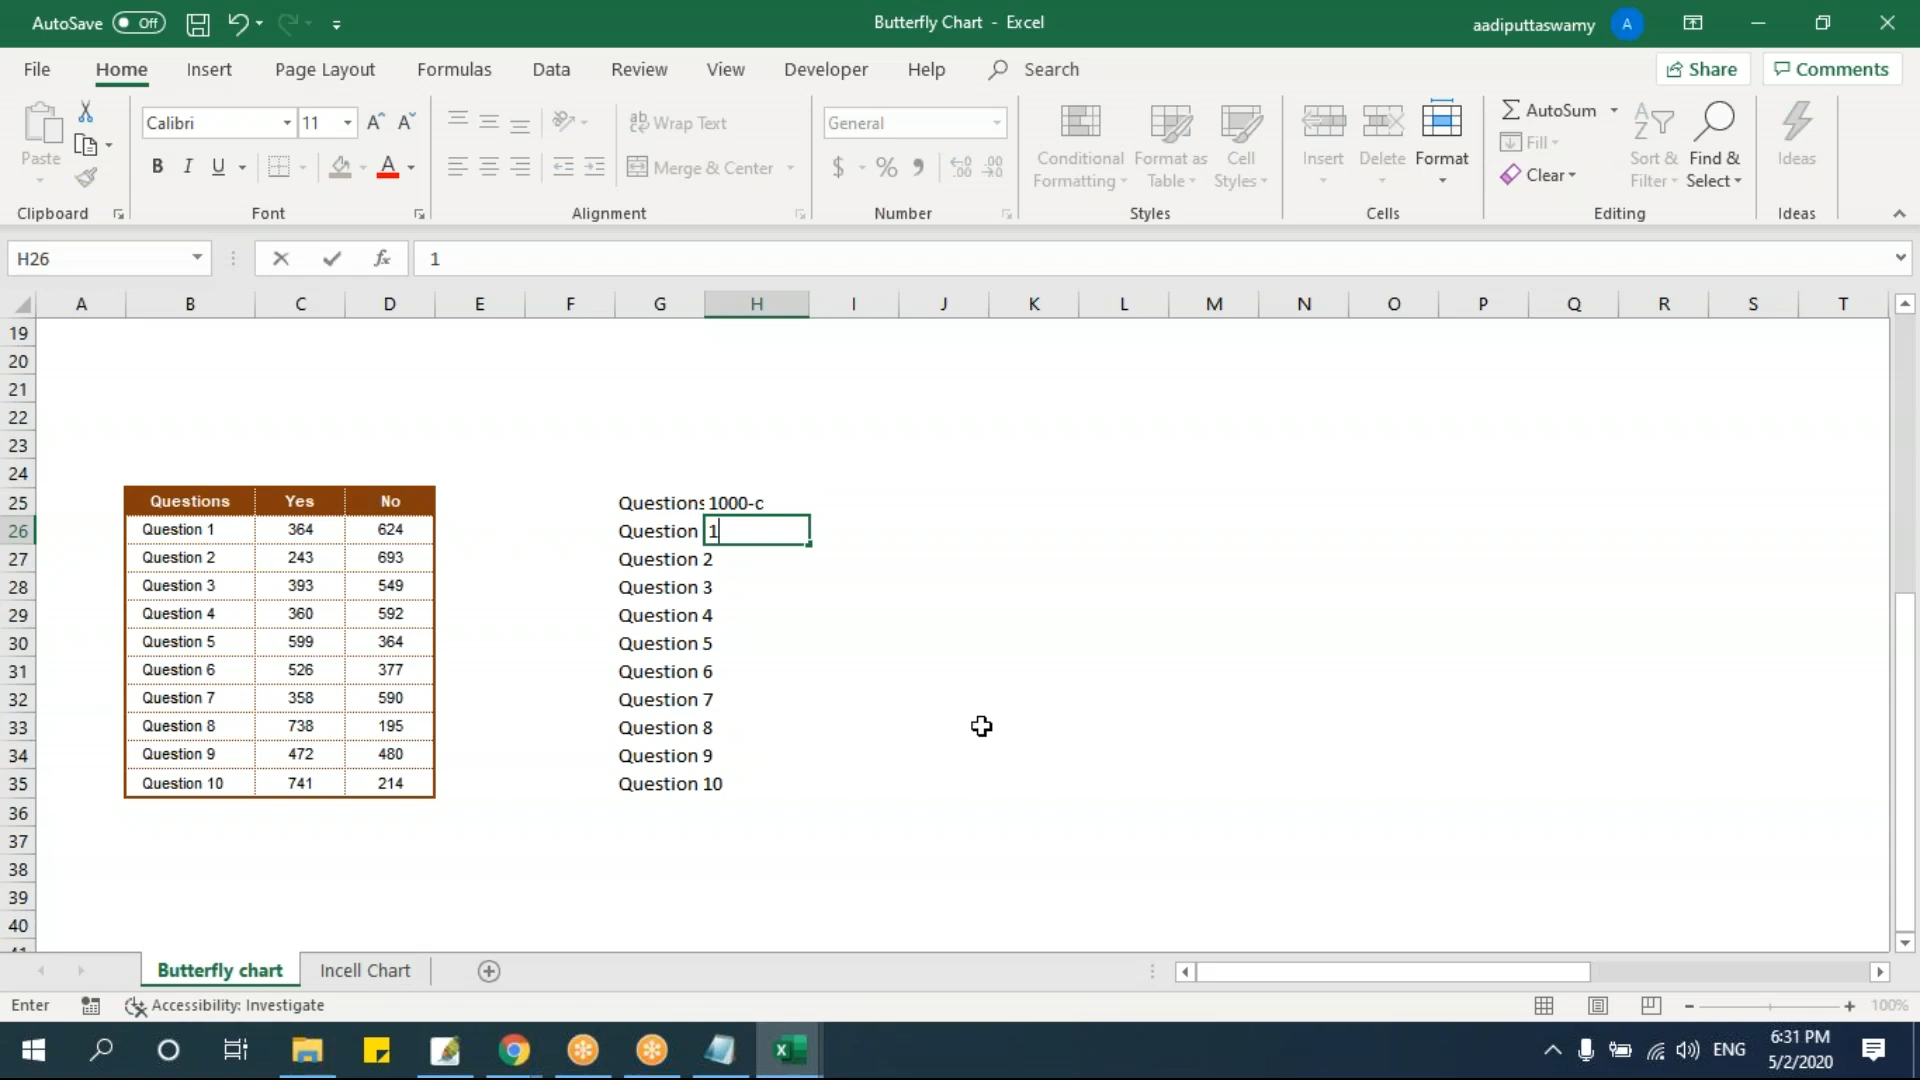 AutoSave Off
Butterfly Chart - Excel
aadiputtaswamy A
File Home Insert Page Layout Formulas Data Review View Developer Help Search
Share Comments
Paste
Clipboard
Calibri 11
B I U A
Font
ab Wrap Text
Merge & Center
Alignment
General
$ % ,
Number
Conditional Formatting
Format as Table
Cell Styles
Styles
Insert
Delete
Format
Cells
AutoSum
Fill
Clear
Sort & Filter
Find & Select
Editing
Ideas
Ideas
H26 fx 1
A B C D E F G H I J K L M N O P Q R S T
19
20
21
22
23
24
25 Questions Yes No Questions 1000-c
26 Question 1 364 624 Question 1
27 Question 2 243 693 Question 2
28 Question 3 393 549 Question 3
29 Question 4 360 592 Question 4
30 Question 5 599 364 Question 5
31 Question 6 526 377 Question 6
32 Question 7 358 590 Question 7
33 Question 8 738 195 Question 8
34 Question 9 472 480 Question 9
35 Question 10 741 214 Question 10
36
37
38
39
40
41
Butterfly chart Incell Chart
Enter Accessibility: Investigate 100%
ENG 6:31 PM
5/2/2020